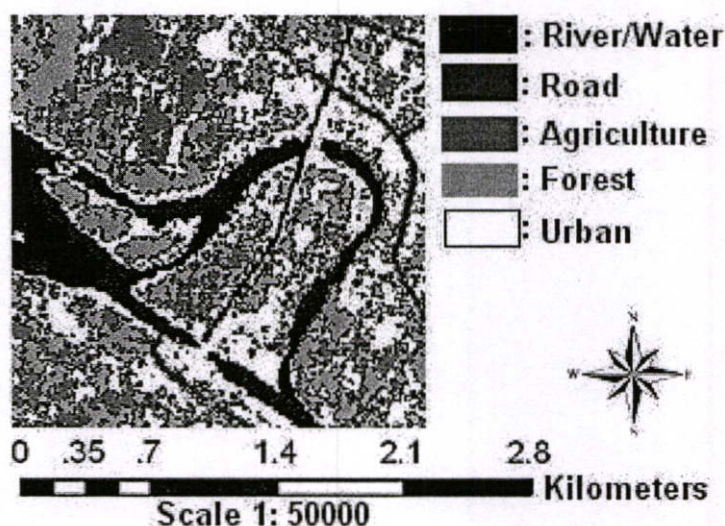 : River/Water
: Road
: Agriculture
: Forest
: Urban
N
W E
S
0 .35 .7 1.4 2.1 2.8
Kilometers
Scale 1: 50000